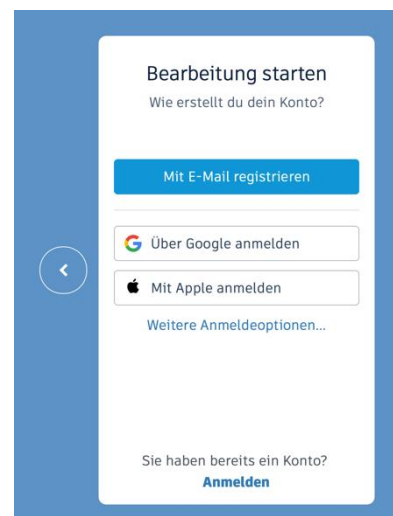 Bearbeitung starten
Wie erstellt du dein Konto?
Mit E-Mail registrieren
Über Google anmelden
Mit Apple anmelden
Weitere Anmeldeoptionen...
Sie haben bereits ein Konto?
Anmelden